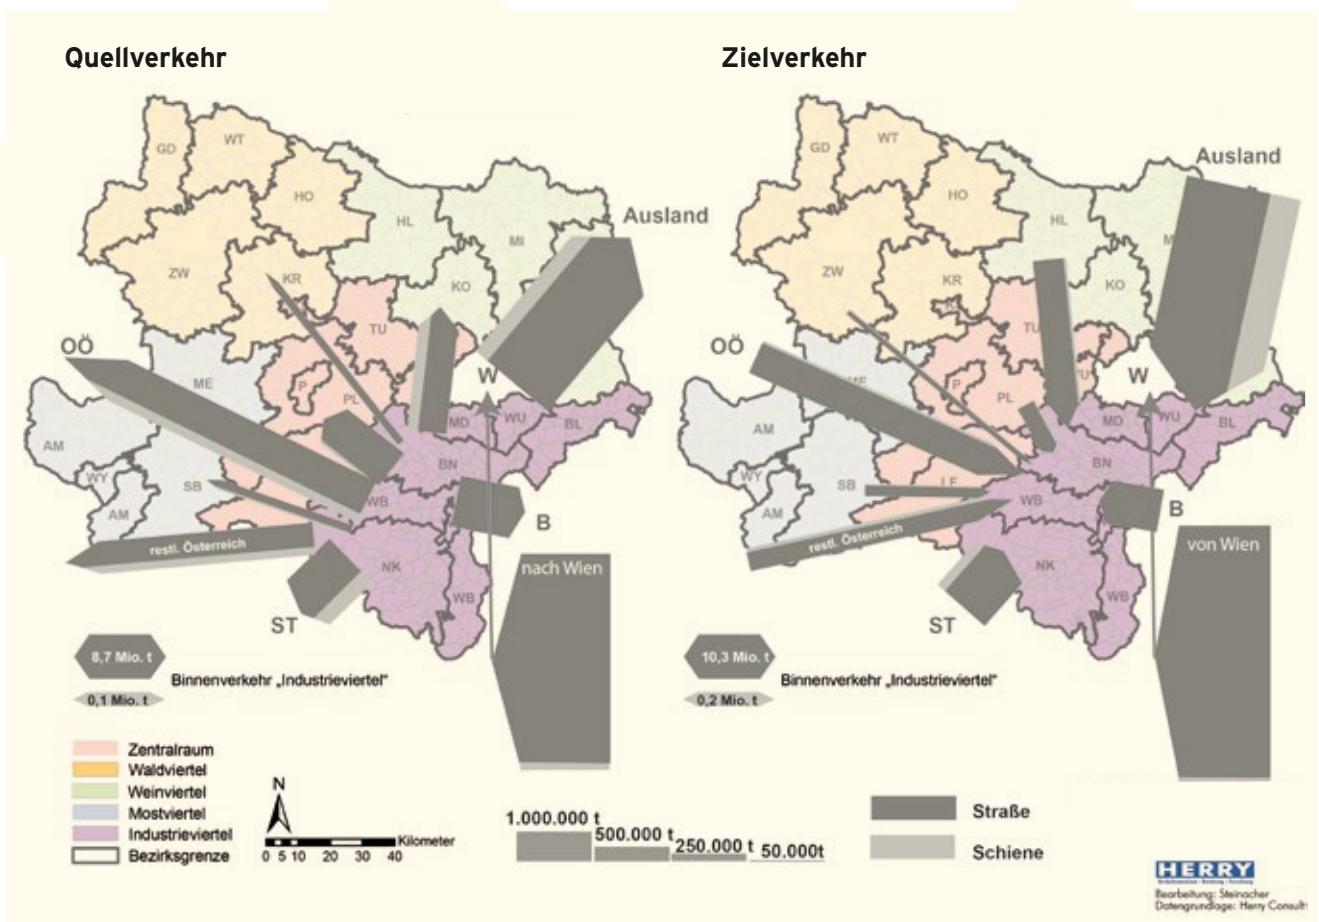 Quellverkehr
Zielverkehr
GD
WT
HO
HL
MI
ZW
KR
KO
TU
Ausland
OÖ
ME
P
PL
W
AM
WY
SB
AM
MD
WU
BL
BN
WB
B
restl. Österreich
NK
WB
ST
nach Wien
8,7 Mio. t
Binnenverkehr „Industrieviertel“
0,1 Mio. t
GD
WT
HO
HL
Ausland
ZW
KR
KO
TU
OÖ
P
PL
W
AM
WY
SB
AM
LF
MD
WU
BL
BN
WB
B
restl. Österreich
NK
WB
ST
von Wien
10,3 Mio. t
Binnenverkehr „Industrieviertel“
0,2 Mio. t
Zentralraum
Waldviertel
Weinviertel
Mostviertel
Industrieviertel
Bezirksgrenze
N
Kilometer
0 5 10 20 30 40
1.000.000 t
500.000 t
250.000 t
50.000t
Straße
Schiene
HERRY
Bearbeitung: Steinacher
Datengrundlage: Herry Consult